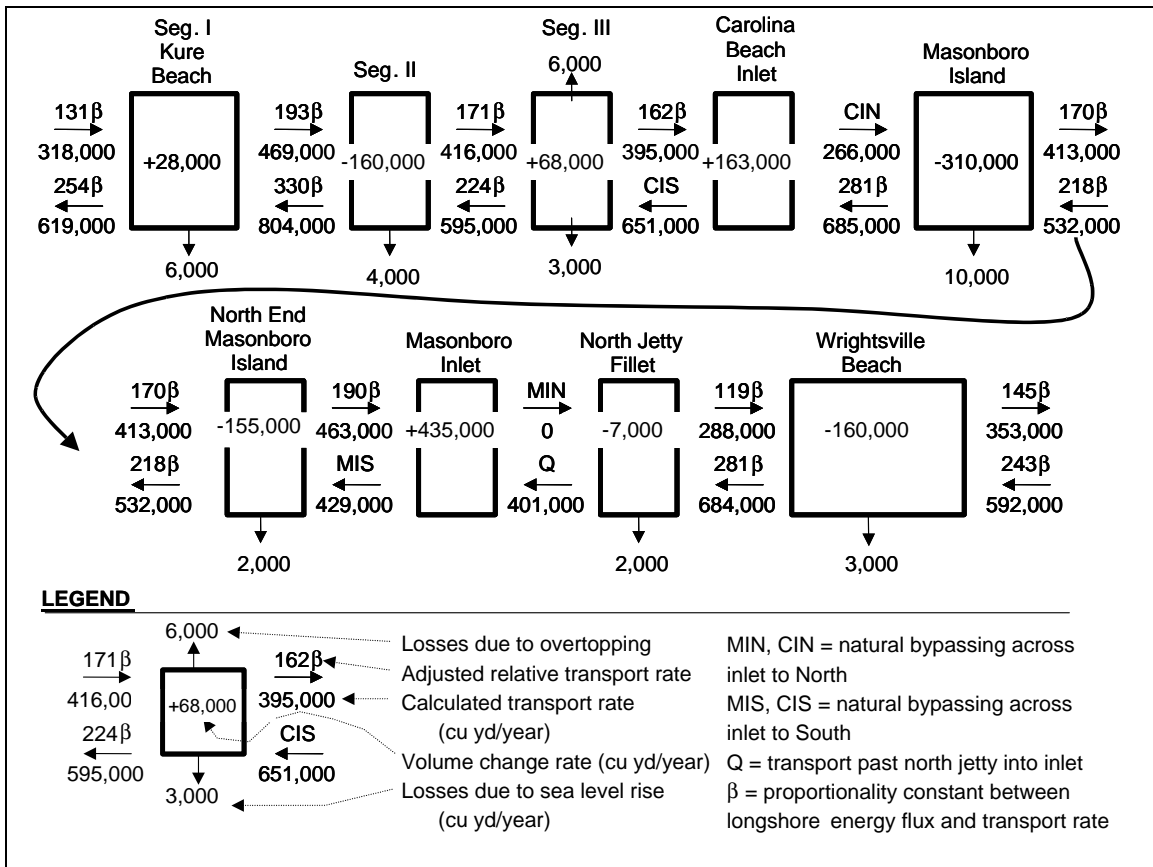 Seg. I
Kure
Beach
Seg. II
Seg. III
Carolina
Beach
Inlet
Masonboro
Island
6,000
131β
193β
171β
162β
CIN
170β
318,000
+28,000
469,000
-160,000
416,000
+68,000
395,000
+163,000
266,000
-310,000
413,000
254β
330β
224β
CIS
281β
218β
619,000
804,000
595,000
651,000
685,000
532,000
6,000
4,000
3,000
10,000
North End
Masonboro
Island
Masonboro
Inlet
North Jetty
Fillet
Wrightsville
Beach
170β
190β
MIN
119β
145β
413,000
-155,000
463,000
+435,000
0
-7,000
288,000
-160,000
353,000
218β
MIS
Q
281β
243β
532,000
429,000
401,000
684,000
592,000
2,000
2,000
3,000
LEGEND
6,000
171β
416,00
+68,000
162β
395,000
224β
595,000
CIS
651,000
3,000
Losses due to overtopping
Adjusted relative transport rate
Calculated transport rate
(cu yd/year)
Volume change rate (cu yd/year)
Losses due to sea level rise
(cu yd/year)
MIN, CIN = natural bypassing across
inlet to North
MIS, CIS = natural bypassing across
inlet to South
Q = transport past north jetty into inlet
β = proportionality constant between
longshore energy flux and transport rate